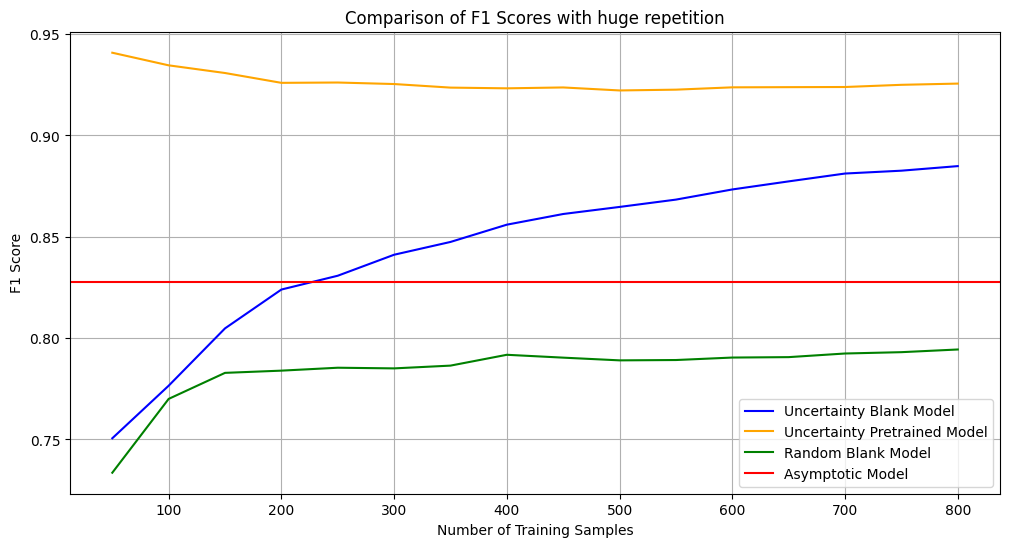 Comparison of F1 Scores with huge repetition
0.95
0.90
0.85
0.80
0.75
F1 Score
100 200 300 400 500 600 700 800
Number of Training Samples
Uncertainty Blank Model
Uncertainty Pretrained Model
Random Blank Model
Asymptotic Model